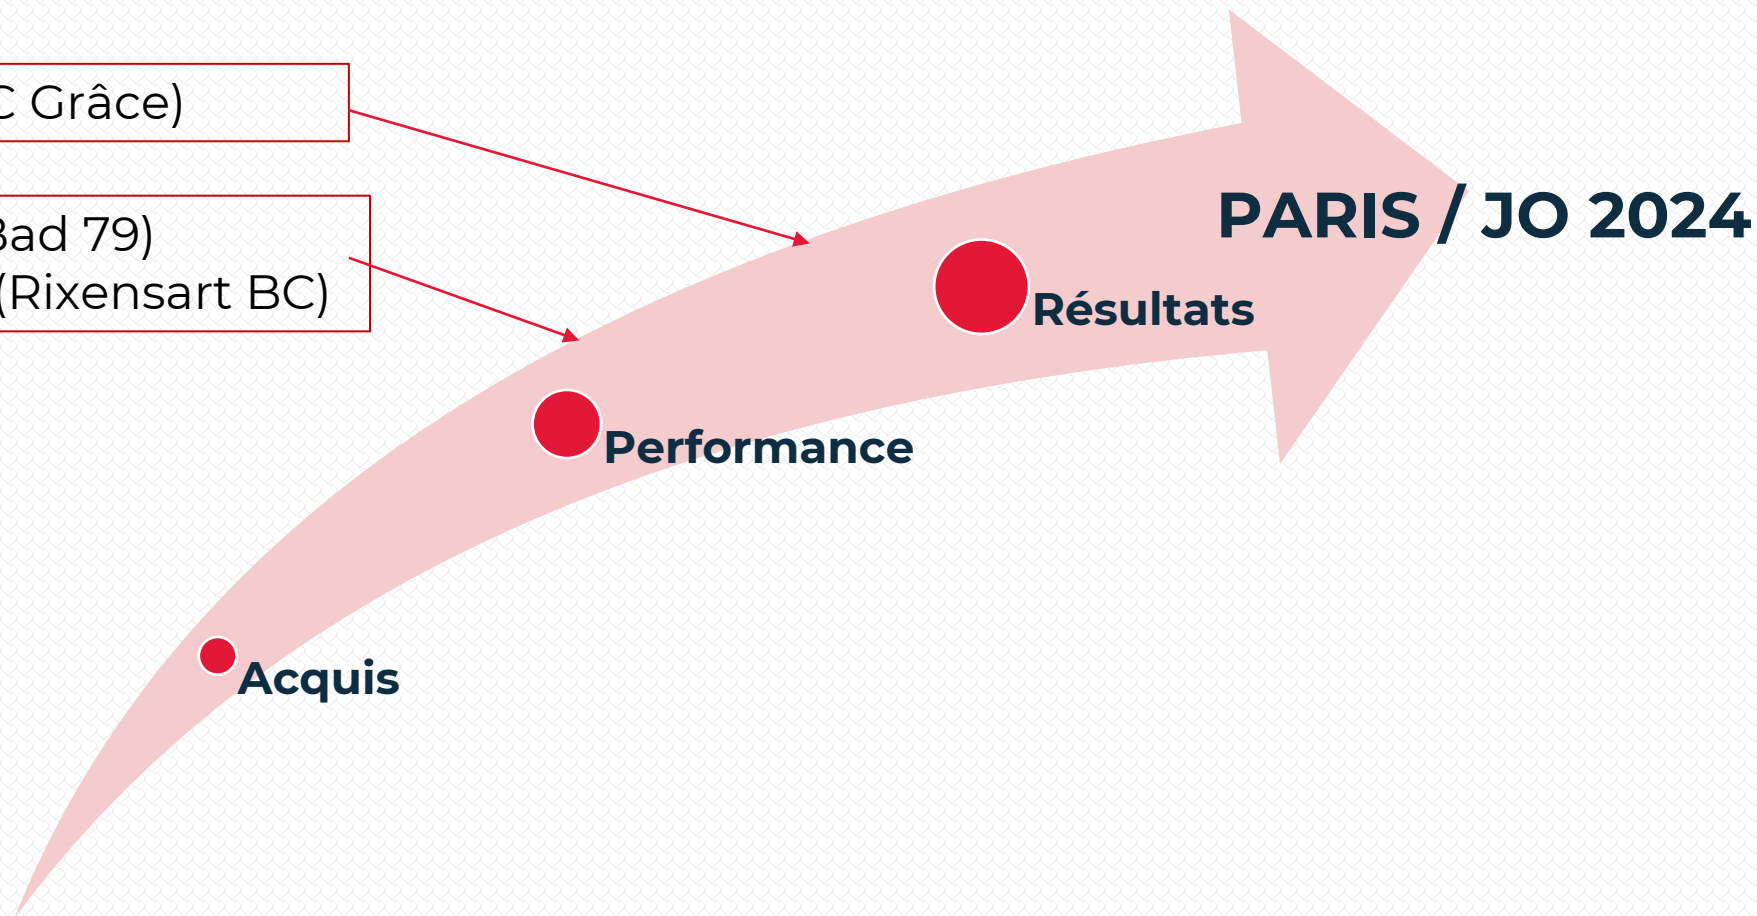 C Grâce)
Bad 79)
(Rixensart BC)
PARIS / JO 2024
Résultats
Performance
Acquis